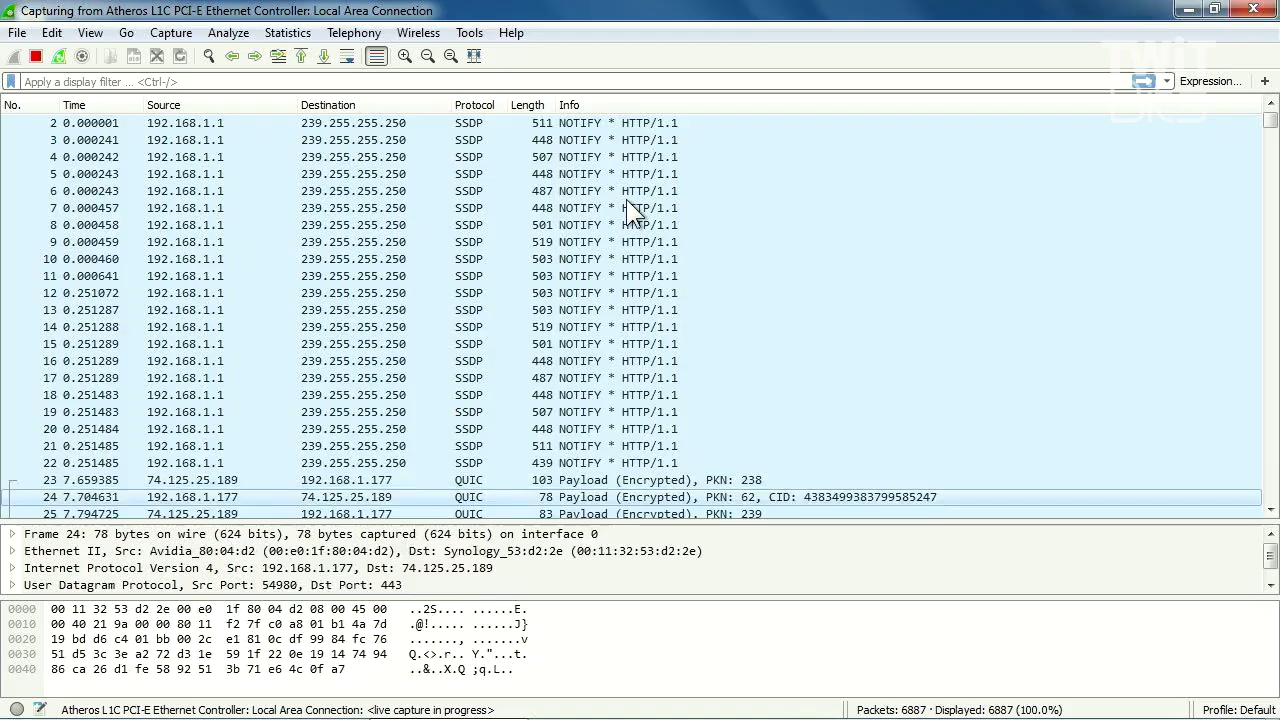 Capturing from Atheros L1C PCI-E Ethernet Controller: Local Area Connection
File Edit View Go Capture Analyze Statistics Telephony Wireless Tools Help
Apply a display filter ... <Ctrl-/> Expression... +
TWiT
BITS
No. Time Source Destination Protocol Length Info
2 0.000001 192.168.1.1 239.255.255.250 SSDP 511 NOTIFY * HTTP/1.1
3 0.000241 192.168.1.1 239.255.255.250 SSDP 448 NOTIFY * HTTP/1.1
4 0.000242 192.168.1.1 239.255.255.250 SSDP 507 NOTIFY * HTTP/1.1
5 0.000243 192.168.1.1 239.255.255.250 SSDP 448 NOTIFY * HTTP/1.1
6 0.000243 192.168.1.1 239.255.255.250 SSDP 487 NOTIFY * HTTP/1.1
7 0.000457 192.168.1.1 239.255.255.250 SSDP 448 NOTIFY * HTTP/1.1
8 0.000458 192.168.1.1 239.255.255.250 SSDP 501 NOTIFY * HTTP/1.1
9 0.000459 192.168.1.1 239.255.255.250 SSDP 519 NOTIFY * HTTP/1.1
10 0.000460 192.168.1.1 239.255.255.250 SSDP 503 NOTIFY * HTTP/1.1
11 0.000641 192.168.1.1 239.255.255.250 SSDP 503 NOTIFY * HTTP/1.1
12 0.251072 192.168.1.1 239.255.255.250 SSDP 503 NOTIFY * HTTP/1.1
13 0.251287 192.168.1.1 239.255.255.250 SSDP 503 NOTIFY * HTTP/1.1
14 0.251288 192.168.1.1 239.255.255.250 SSDP 519 NOTIFY * HTTP/1.1
15 0.251289 192.168.1.1 239.255.255.250 SSDP 501 NOTIFY * HTTP/1.1
16 0.251289 192.168.1.1 239.255.255.250 SSDP 448 NOTIFY * HTTP/1.1
17 0.251289 192.168.1.1 239.255.255.250 SSDP 487 NOTIFY * HTTP/1.1
18 0.251483 192.168.1.1 239.255.255.250 SSDP 448 NOTIFY * HTTP/1.1
19 0.251483 192.168.1.1 239.255.255.250 SSDP 507 NOTIFY * HTTP/1.1
20 0.251484 192.168.1.1 239.255.255.250 SSDP 448 NOTIFY * HTTP/1.1
21 0.251485 192.168.1.1 239.255.255.250 SSDP 511 NOTIFY * HTTP/1.1
22 0.251485 192.168.1.1 239.255.255.250 SSDP 439 NOTIFY * HTTP/1.1
23 7.659385 74.125.25.189 192.168.1.177 QUIC 103 Payload (Encrypted), PKN: 238
24 7.704631 192.168.1.177 74.125.25.189 QUIC 78 Payload (Encrypted), PKN: 62, CID: 4383499383799585247
25 7.794725 74.125.25.189 192.168.1.177 QUIC 83 Payload (Encrypted), PKN: 239
Frame 24: 78 bytes on wire (624 bits), 78 bytes captured (624 bits) on interface 0
Ethernet II, Src: Avidia_80:04:d2 (00:e0:1f:80:04:d2), Dst: Synology_53:d2:2e (00:11:32:53:d2:2e)
Internet Protocol Version 4, Src: 192.168.1.177, Dst: 74.125.25.189
User Datagram Protocol, Src Port: 54980, Dst Port: 443
0000 00 11 32 53 d2 2e 00 e0 1f 80 04 d2 08 00 45 00 ..2S.... ......E.
0010 00 40 21 9a 00 00 80 11 f2 7f c0 a8 01 b1 4a 7d .@!..... ......J}
0020 19 bd d6 c4 01 bb 00 2c e1 81 0c df 99 84 fc 76 ......., .......v
0030 51 d5 3c 3e a2 72 d3 1e 59 1f 22 0e 19 14 74 94 Q.<>.r.. Y."...t.
0040 86 ca 26 d1 fe 58 92 51 3b 71 e6 4c 0f a7 ..&..X.Q ;q.L..
Atheros L1C PCI-E Ethernet Controller: Local Area Connection: <live capture in progress> Packets: 6887 · Displayed: 6887 (100.0%) Profile: Default